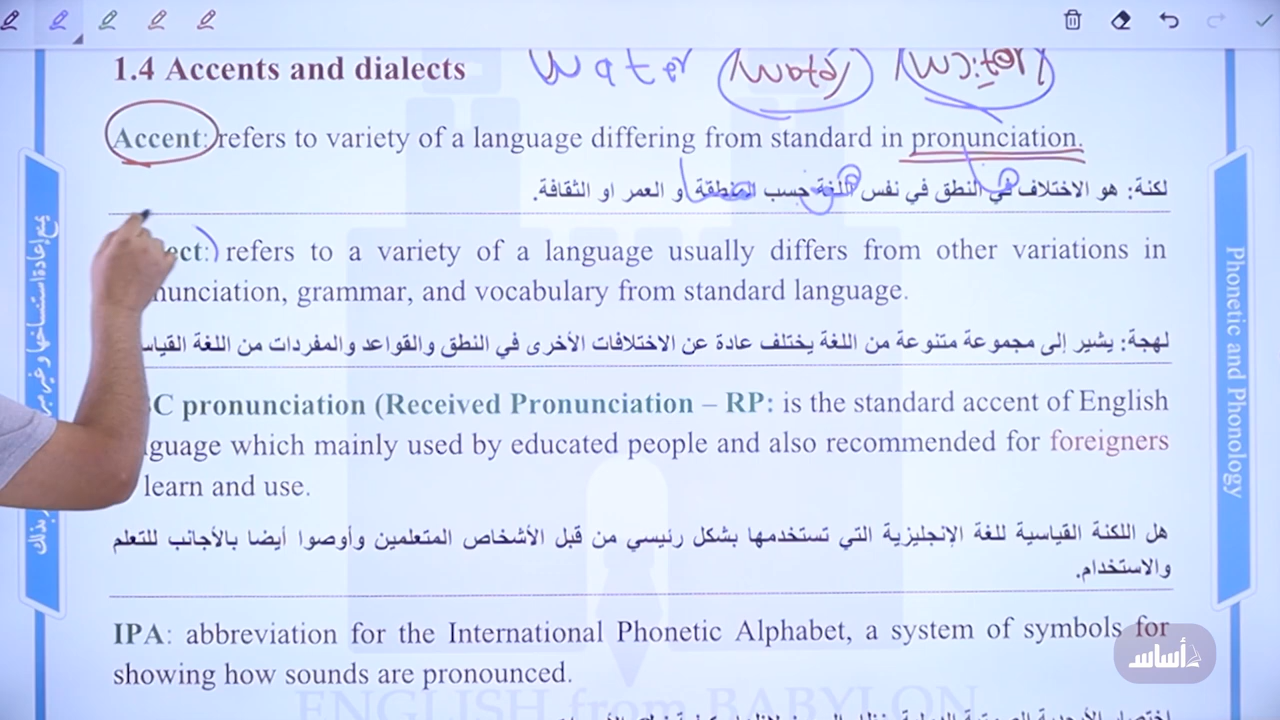 1.4 Accents and dialects
Water
Accent: refers to variety of a language differing from standard in pronunciation.
لكنة: هو الاختلاف في النطق في نفس اللغة حسب المنطقة و العمر او الثقافة.
ect: refers to a variety of a language usually differs from other variations in
nunciation, grammar, and vocabulary from standard language.
لهجة: يشير إلى مجموعة متنوعة من اللغة يختلف عادة عن الاختلافات الأخرى في النطق والقواعد والمفردات من اللغة القياس
C pronunciation (Received Pronunciation – RP: is the standard accent of English
guage which mainly used by educated people and also recommended for foreigners
learn and use.
هل اللكنة القياسية للغة الإنجليزية التي تستخدمها بشكل رئيسي من قبل الأشخاص المتعلمين وأوصوا أيضا بالأجانب للتعلم
والاستخدام.
IPA: abbreviation for the International Phonetic Alphabet, a system of symbols for
showing how sounds are pronounced.
ENGLISH from BABYLON
Phonetic and Phonology
أساس